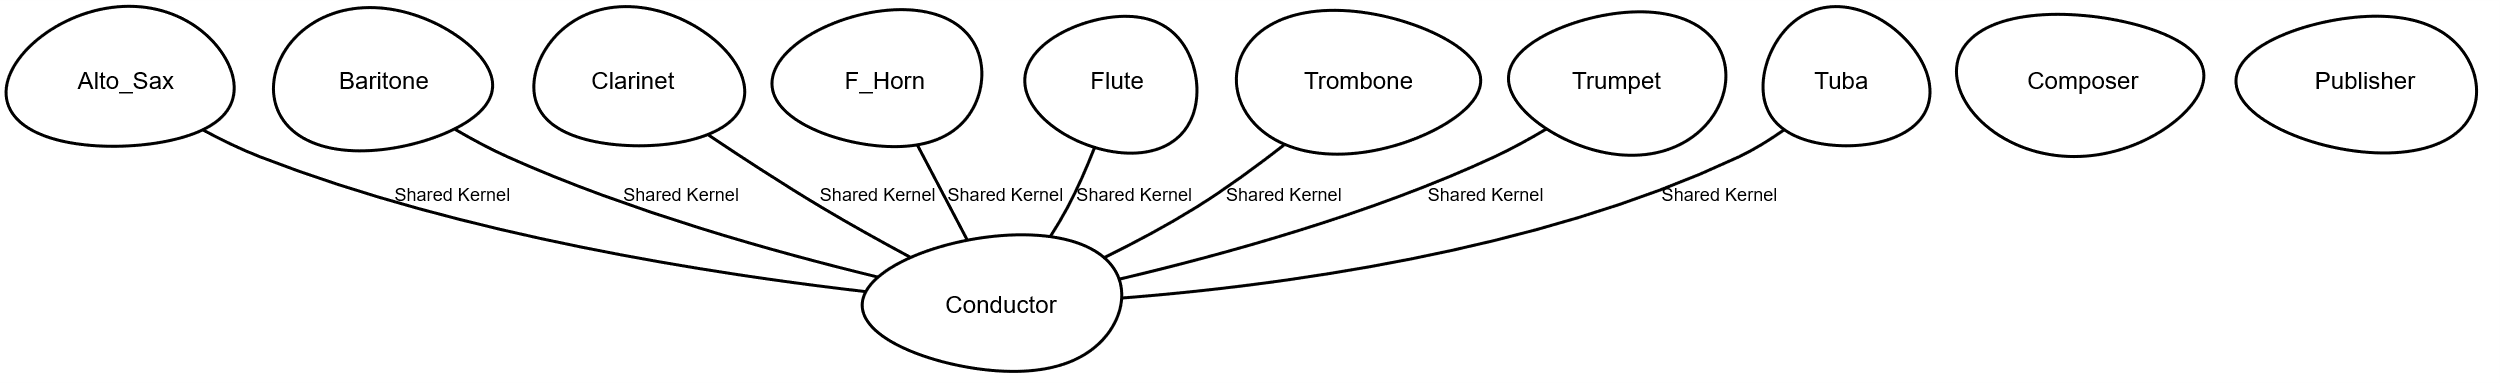 Alto_Sax
Baritone
Clarinet
F_Horn
Flute
Trombone
Trumpet
Tuba
Composer
Publisher
Shared Kernel
Shared Kernel
Shared Kernel
Shared Kernel
Shared Kernel
Shared Kernel
Shared Kernel
Shared Kernel
Conductor